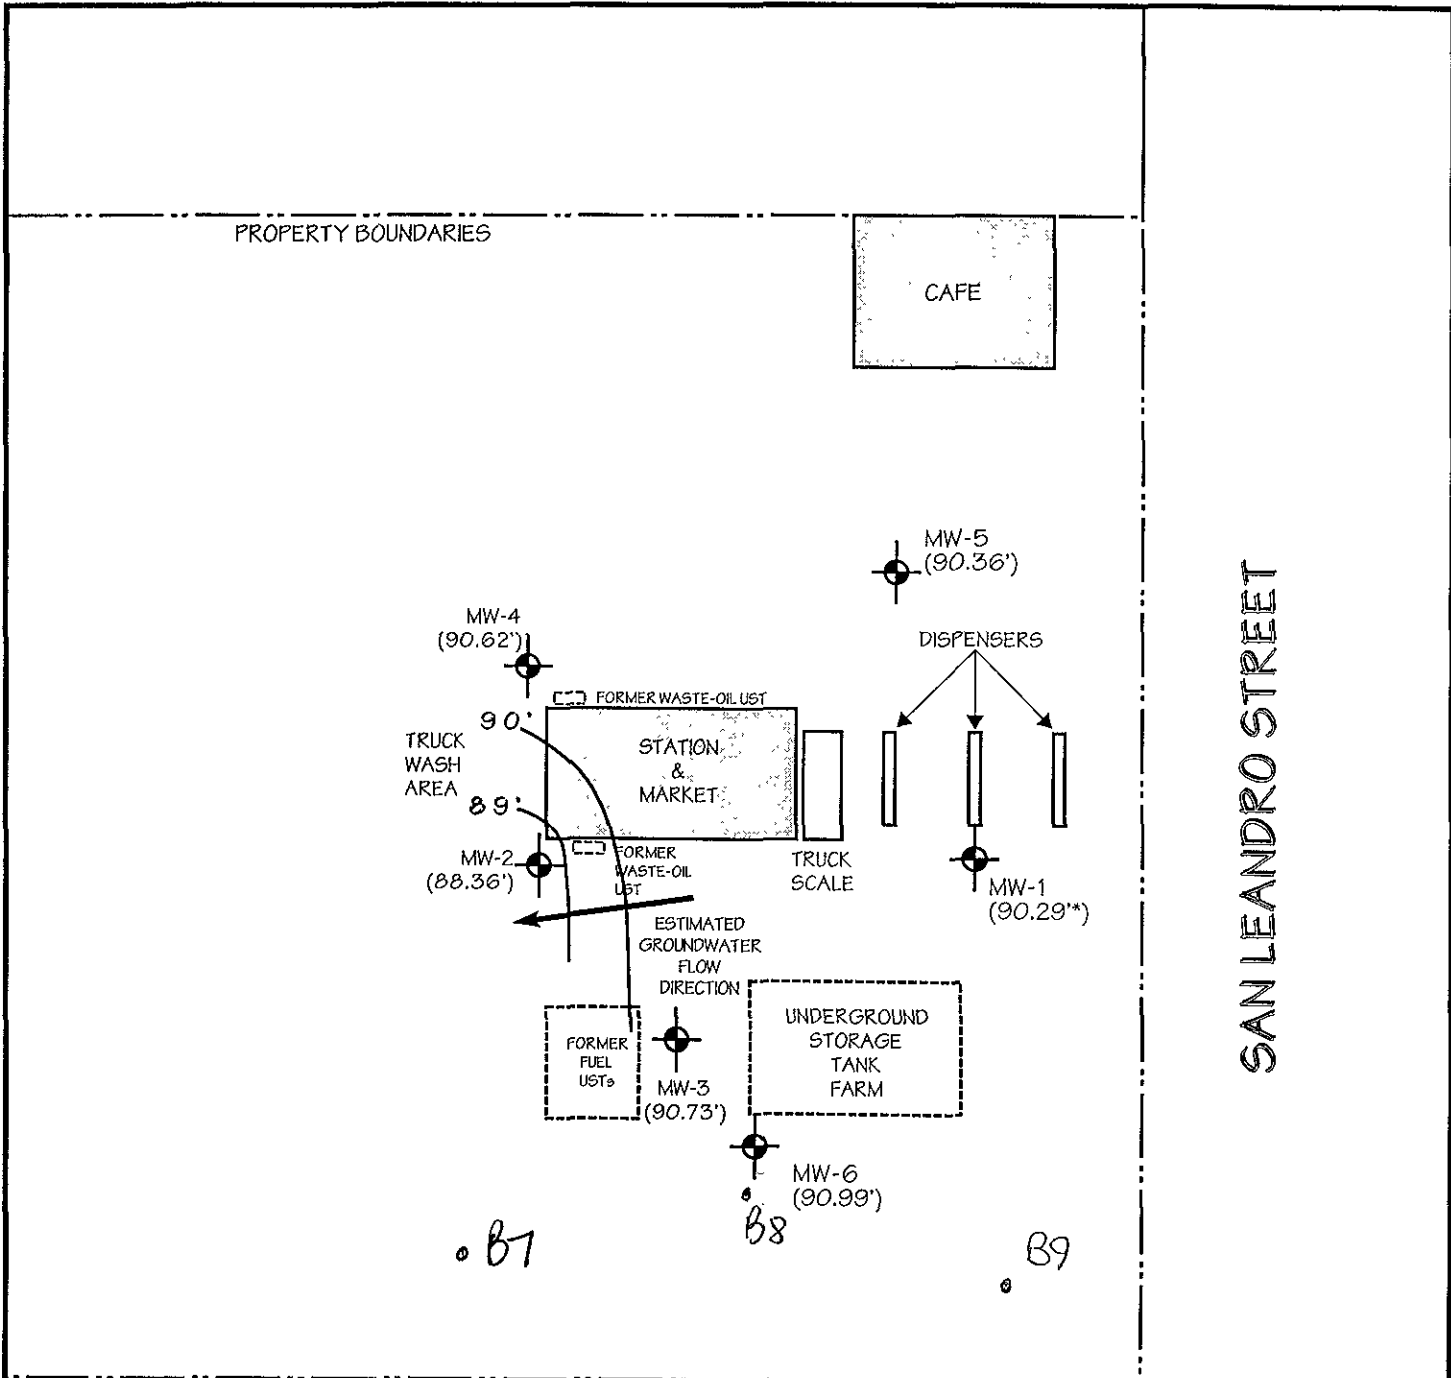 PROPERTY BOUNDARIES
CAFE
MW-5
(90.36')
MW-4
(90.62')
DISPENSERS
FORMER WASTE-OIL UST
90'
STATION
&
MARKET
TRUCK
WASH
AREA
89'
MW-2
(88.36')
FORMER
WASTE-OIL
UST
TRUCK
SCALE
MW-1
(90.29'*)
ESTIMATED
GROUNDWATER
FLOW
DIRECTION
FORMER
FUEL
USTs
MW-3
(90.73')
UNDERGROUND
STORAGE
TANK
FARM
MW-6
(90.99')
B7
B8
B9
SAN LEANDRO STREET